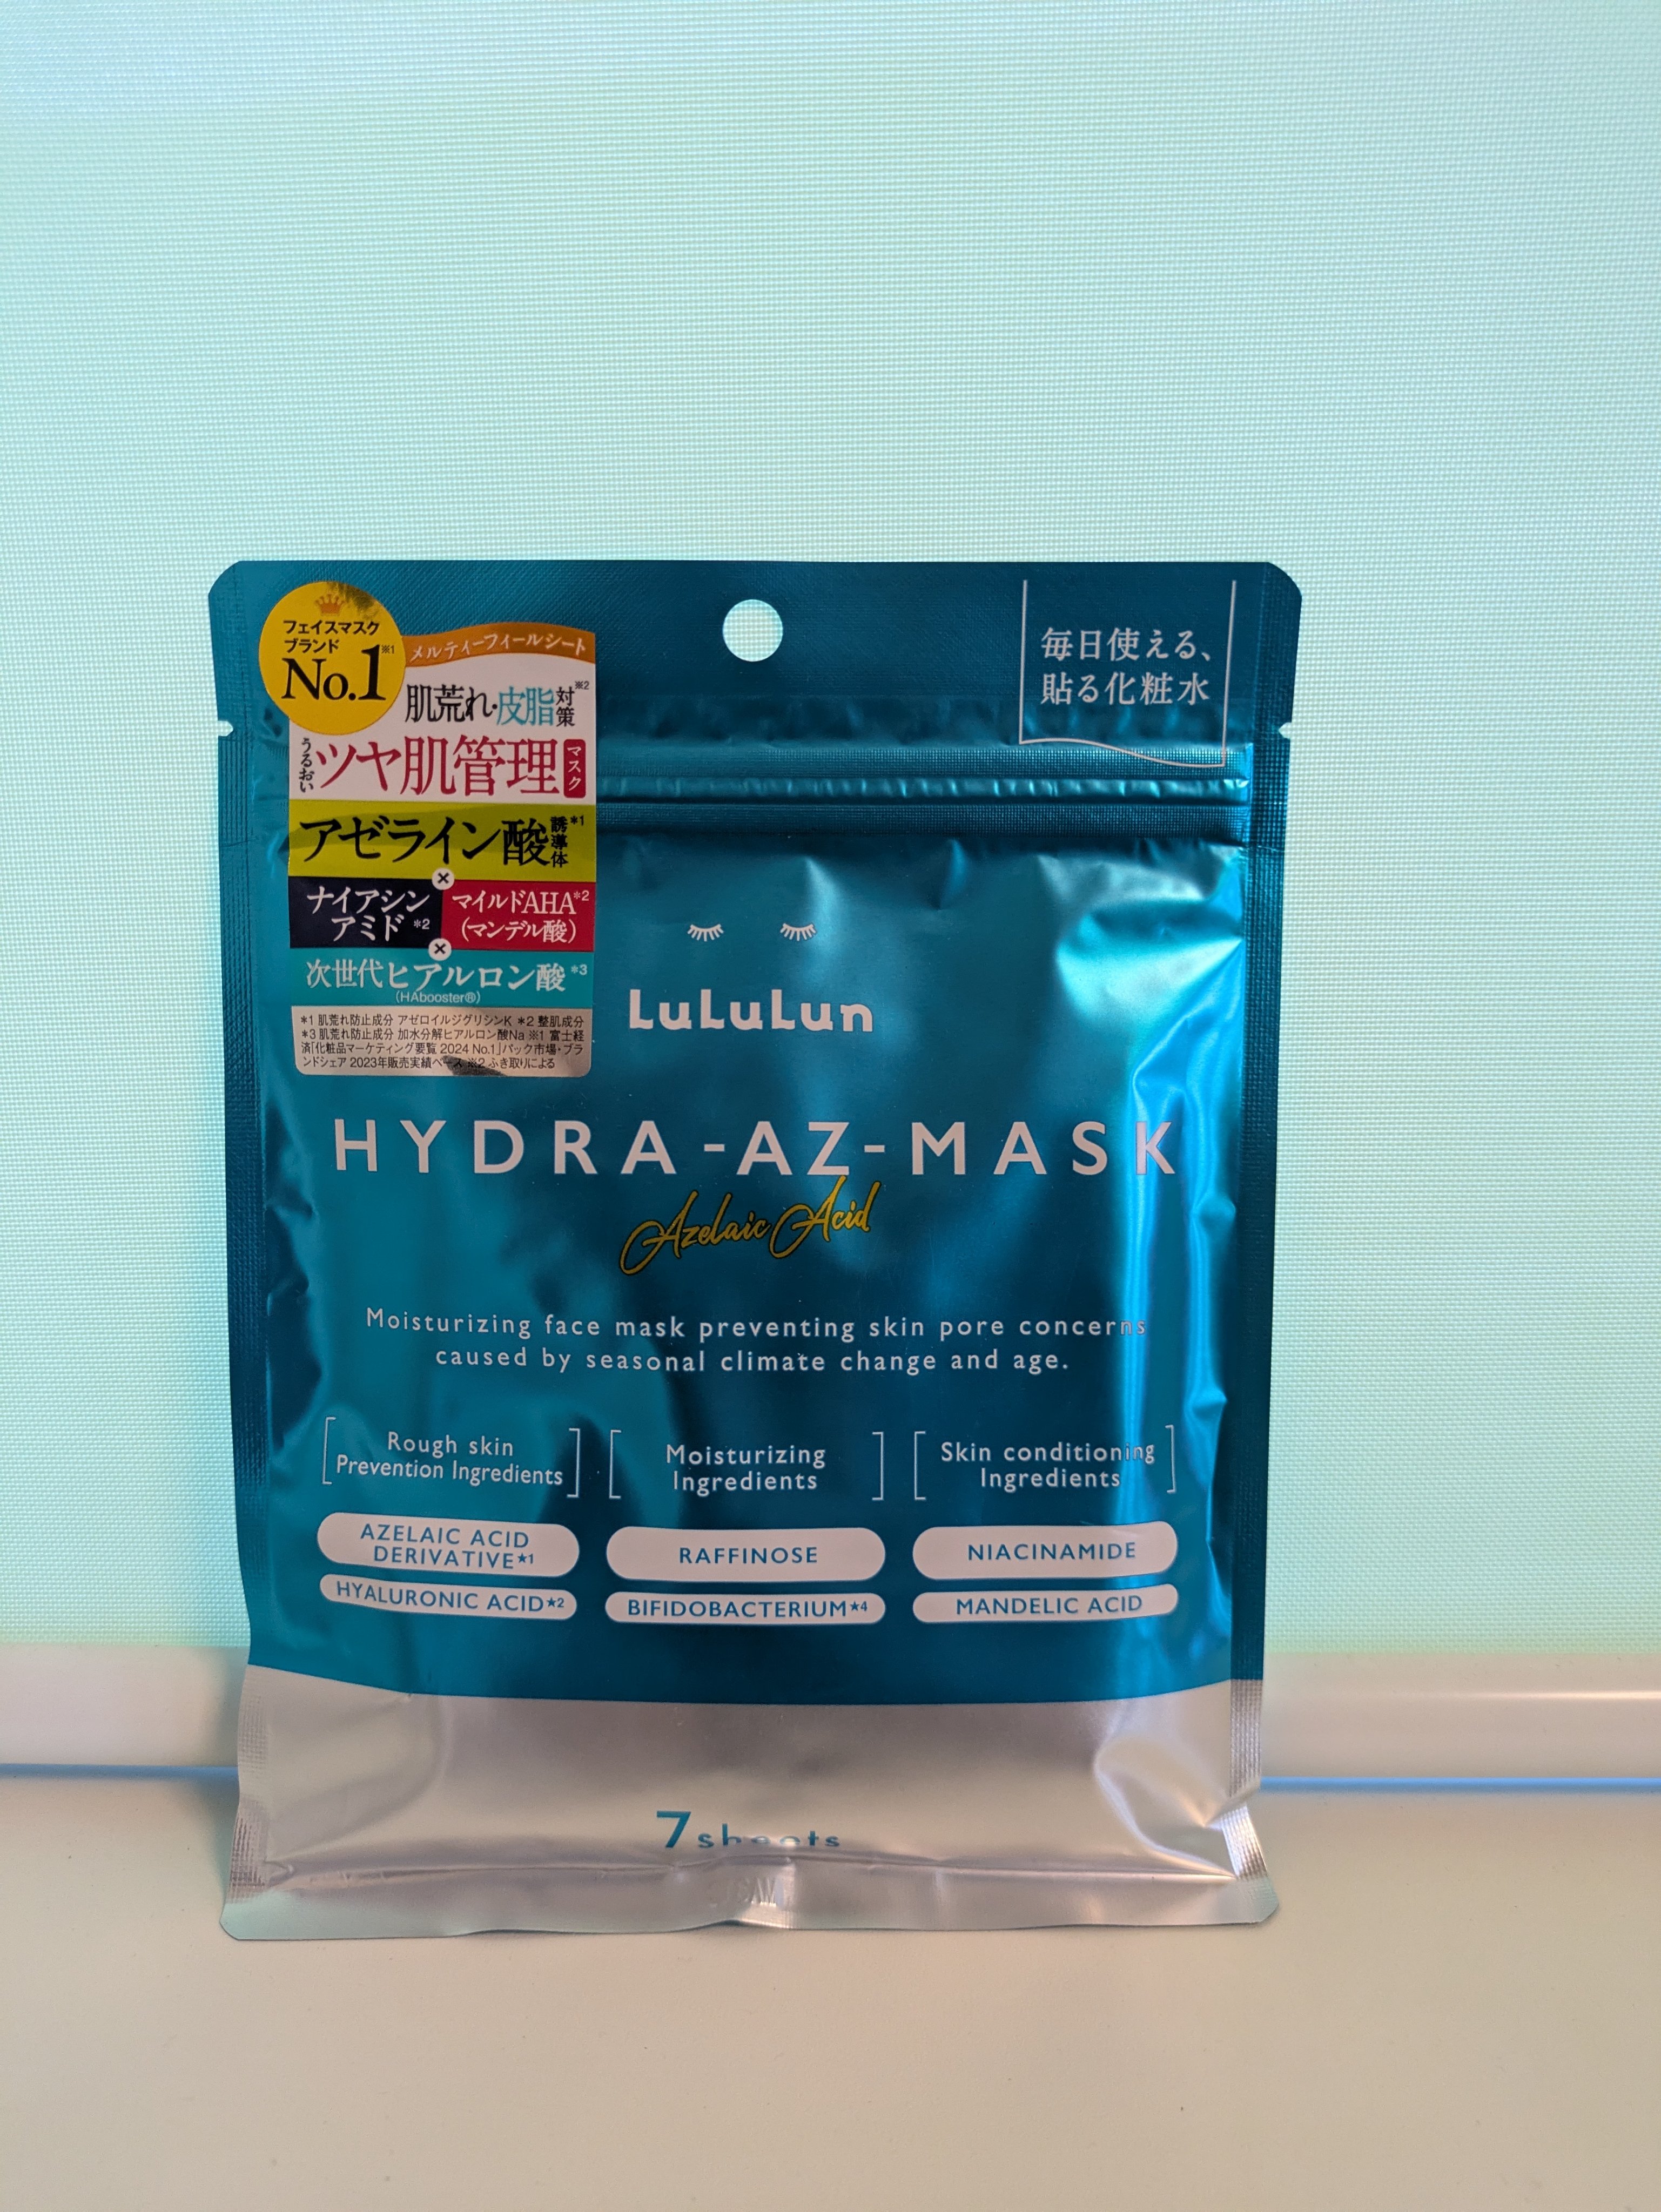 フェイスマスク
ブランド
No.1※1
メルティーフィールシート
肌荒れ・皮脂対策※2
うるおい
ツヤ肌管理
マスク
アゼライン酸誘導体*1
×
ナイアシン
アミド*2
マイルドAHA*2
(マンデル酸)
×
次世代ヒアルロン酸*3
(HAbooster®)
*1 肌荒れ防止成分 アゼロイルジグリシンK *2 整肌成分
*3 肌荒れ防止成分 加水分解ヒアルロン酸Na ※1 富士経
済「化粧品マーケティング要覧 2024 No.1」パック市場・ブラ
ンドシェア 2023年販売実績ベース ※2 ふき取りによる
毎日使える、
貼る化粧水
LuLuLun
HYDRA-AZ-MASK
Azelaic Acid
Moisturizing face mask preventing skin pore concerns
caused by seasonal climate change and age.
Rough skin
Prevention Ingredients
AZELAIC ACID
DERIVATIVE★1
HYALURONIC ACID★2
Moisturizing
Ingredients
RAFFINOSE
BIFIDOBACTERIUM★4
Skin conditioning
Ingredients
NIACINAMIDE
MANDELIC ACID
7sheets